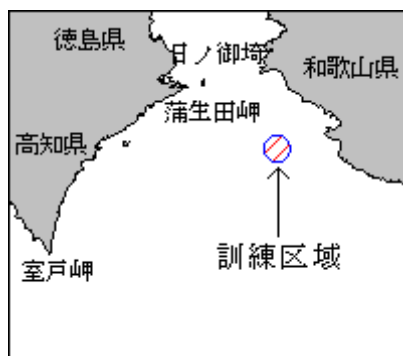 徳島県
日ノ御埼
和歌山県
蒲生田岬
高知県
訓練区域
室戸岬